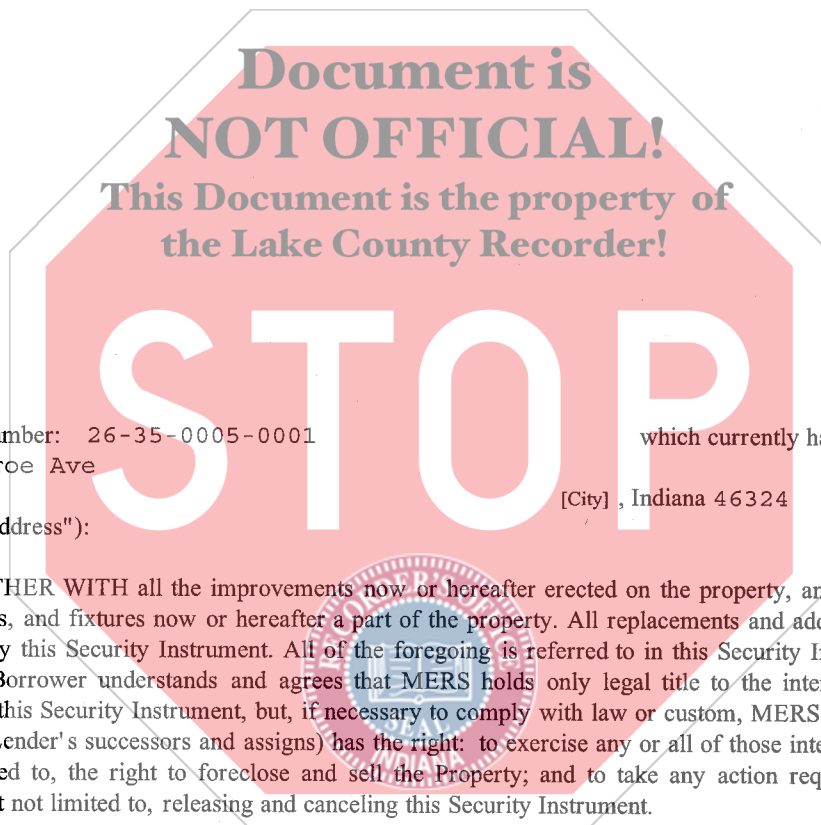 Document is
NOT OFFICIAL!
This Document is the property of
the Lake County Recorder!
STOP
umber: 26-35-0005-0001 which currently ha
roe Ave
[City] , Indiana 46324
ddress"):
THER WITH all the improvements now or hereafter erected on the property, an
s, and fixtures now or hereafter a part of the property. All replacements and add
y this Security Instrument. All of the foregoing is referred to in this Security I
Borrower understands and agrees that MERS holds only legal title to the inte
this Security Instrument, but, if necessary to comply with law or custom, MERS
ender's successors and assigns) has the right: to exercise any or all of those inte
ed to, the right to foreclose and sell the Property; and to take any action req
t not limited to, releasing and canceling this Security Instrument.
RECORDER'S OFFICE
SEAL
INDIANA